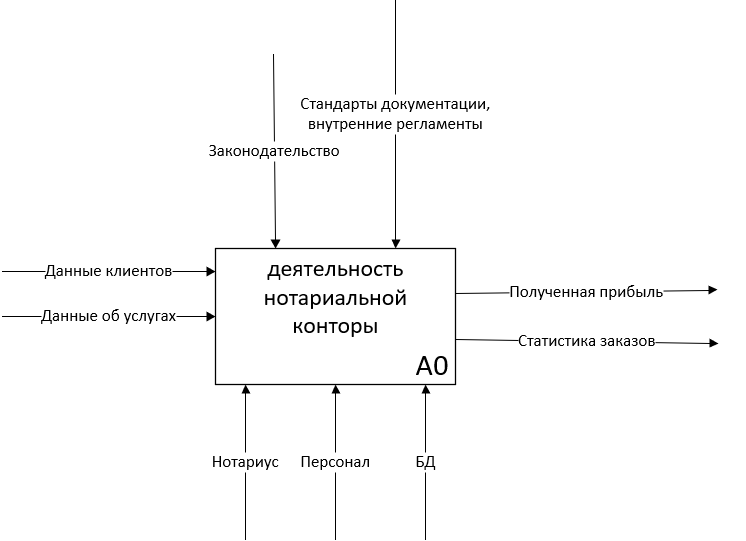 Стандарты документации,
внутренние регламенты
Законодательство
Данные клиентов
Данные об услугах
деятельность
нотариальной
конторы
А0
Полученная прибыль
Статистика заказов
Нотариус
Персонал
БД